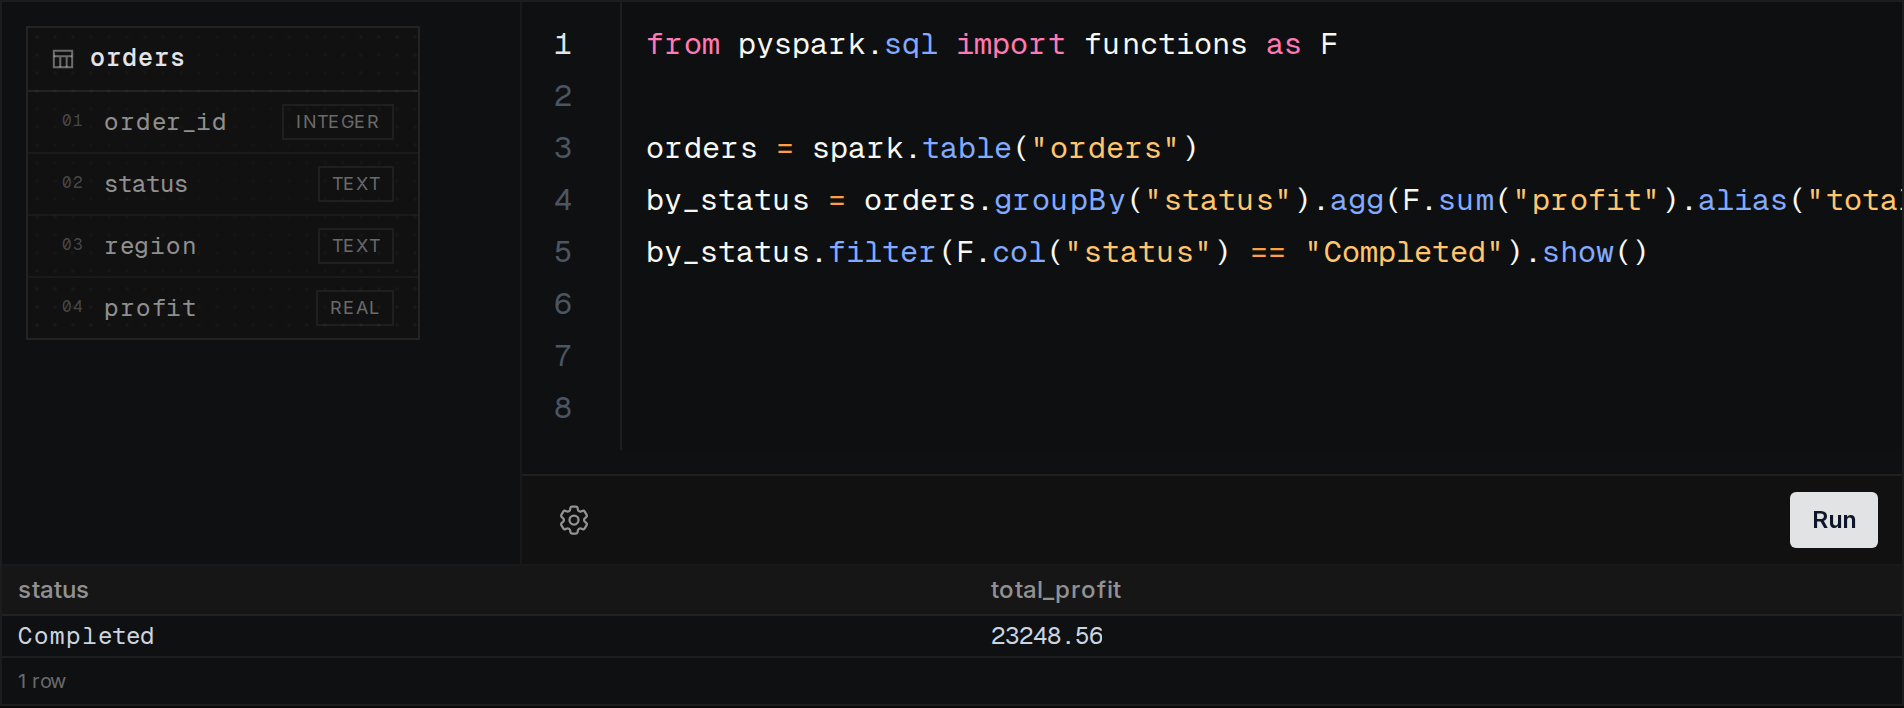 orders
01 order_id INTEGER
02 status TEXT
03 region TEXT
04 profit REAL
1 from pyspark.sql import functions as F
2
3 orders = spark.table("orders")
4 by_status = orders.groupBy("status").agg(F.sum("profit").alias("total
5 by_status.filter(F.col("status") == "Completed").show()
6
7
8
Run
status total_profit
Completed 23248.56
1 row